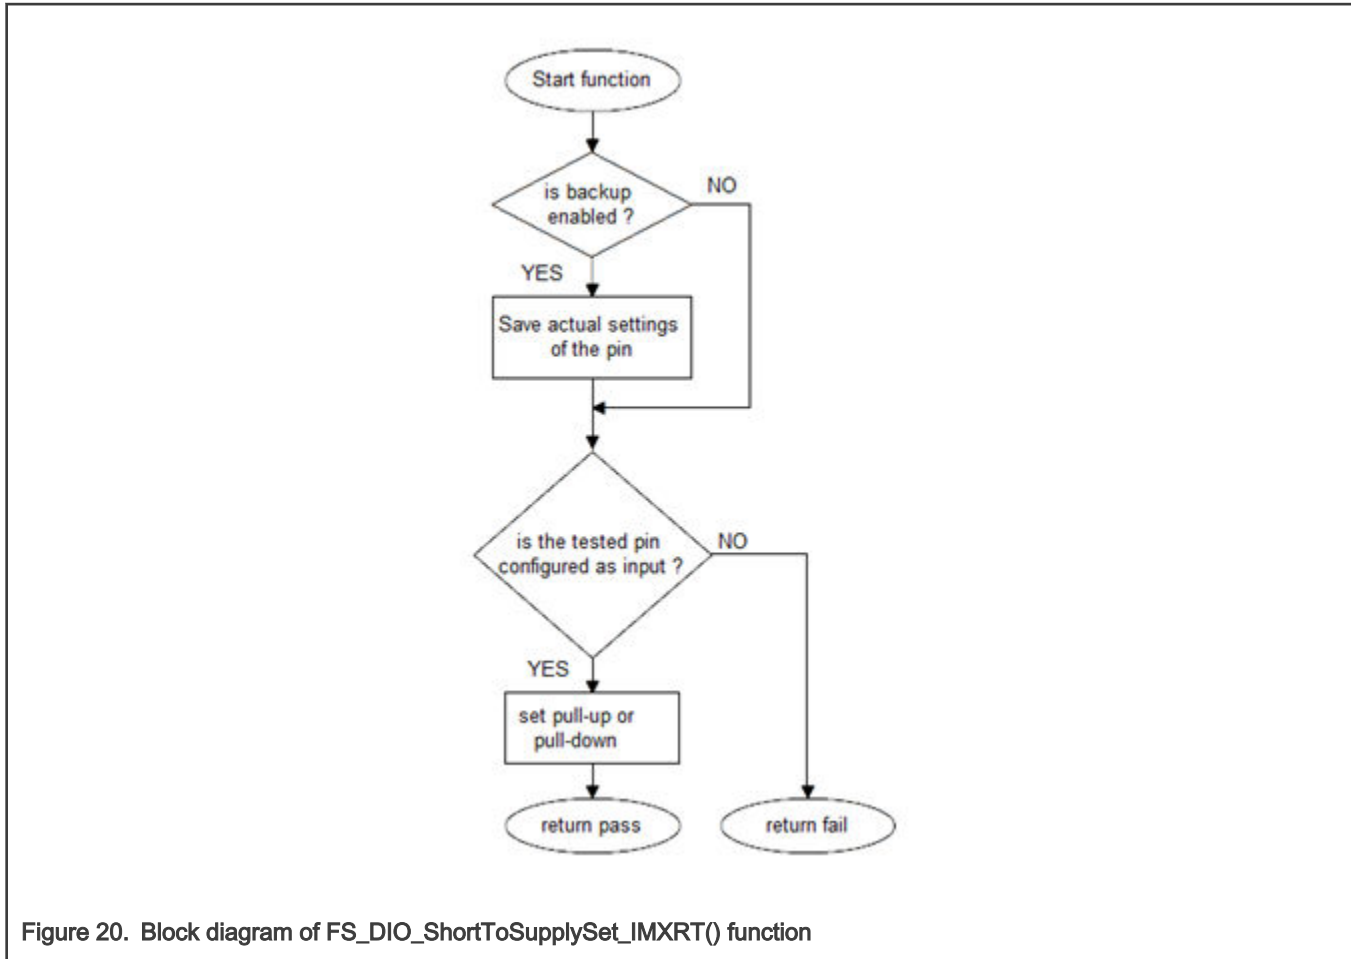 Start function
is backup
enabled ?
NO
YES
Save actual settings
of the pin
is the tested pin
configured as input ?
NO
YES
set pull-up or
pull-down
return pass
return fail
Figure 20. Block diagram of FS_DIO_ShortToSupplySet_IMXRT() function